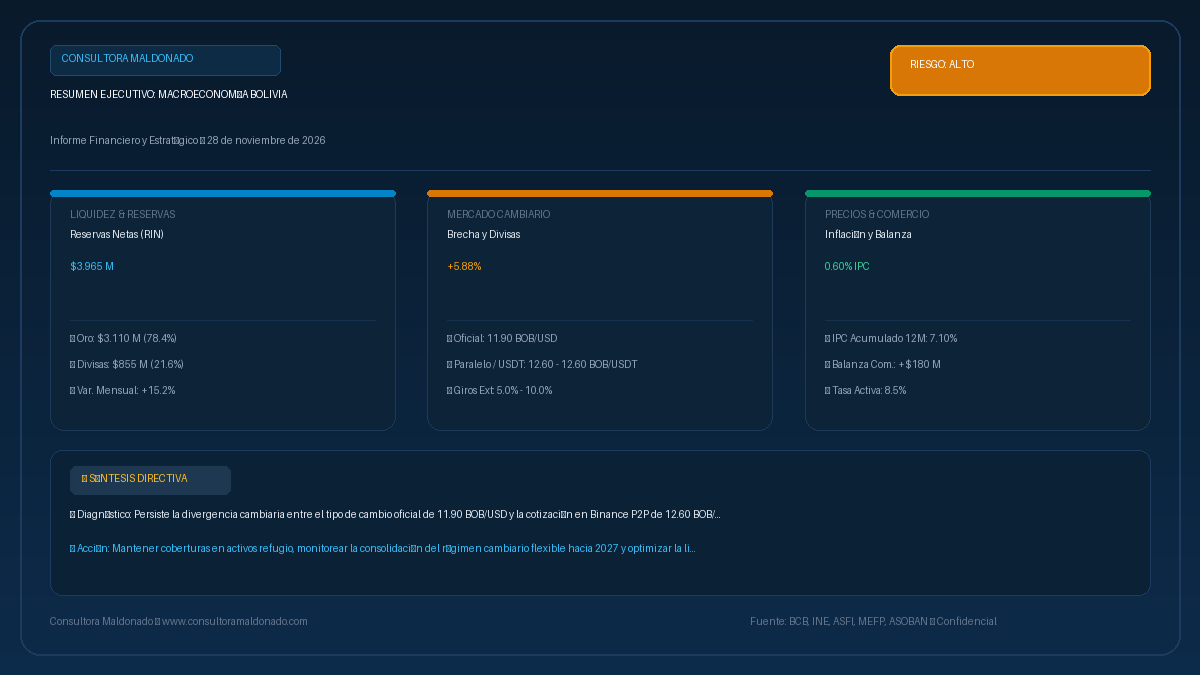 CONSULTORA MALDONADO
RIESGO: ALTO
RESUMEN EJECUTIVO: MACROECONOM☒A BOLIVIA
Informe Financiero y Estrat☒gico ☒ 28 de noviembre de 2026
LIQUIDEZ & RESERVAS
Reservas Netas (RIN)
$3.965 M
☒ Oro: $3.110 M (78.4%)
☒ Divisas: $855 M (21.6%)
☒ Var. Mensual: +15.2%
MERCADO CAMBIARIO
Brecha y Divisas
+5.88%
☒ Oficial: 11.90 BOB/USD
☒ Paralelo / USDT: 12.60 - 12.60 BOB/USDT
☒ Giros Ext: 5.0% - 10.0%
PRECIOS & COMERCIO
Inflaci☒n y Balanza
0.60% IPC
☒ IPC Acumulado 12M: 7.10%
☒ Balanza Com.: +$180 M
☒ Tasa Activa: 8.5%
☒ S☒NTESIS DIRECTIVA
☒ Diagn☒stico: Persiste la divergencia cambiaria entre el tipo de cambio oficial de 11.90 BOB/USD y la cotizaci☒n en Binance P2P de 12.60 BOB/...
☒ Acci☒n: Mantener coberturas en activos refugio, monitorear la consolidaci☒n del r☒gimen cambiario flexible hacia 2027 y optimizar la li...
Consultora Maldonado ☒ www.consultoramaldonado.com
Fuente: BCB, INE, ASFI, MEFP, ASOBAN ☒ Confidencial